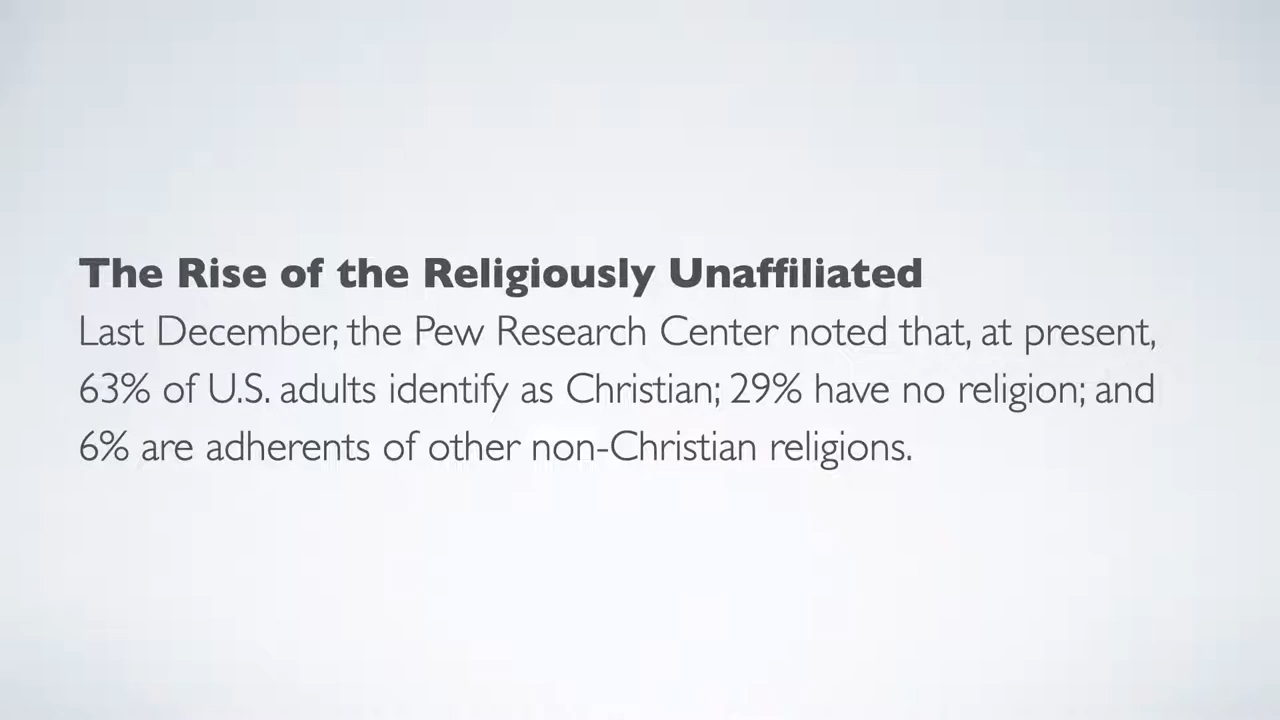 The Rise of the Religiously Unaffiliated
Last December, the Pew Research Center noted that, at present,
63% of U.S. adults identify as Christian; 29% have no religion; and
6% are adherents of other non-Christian religions.